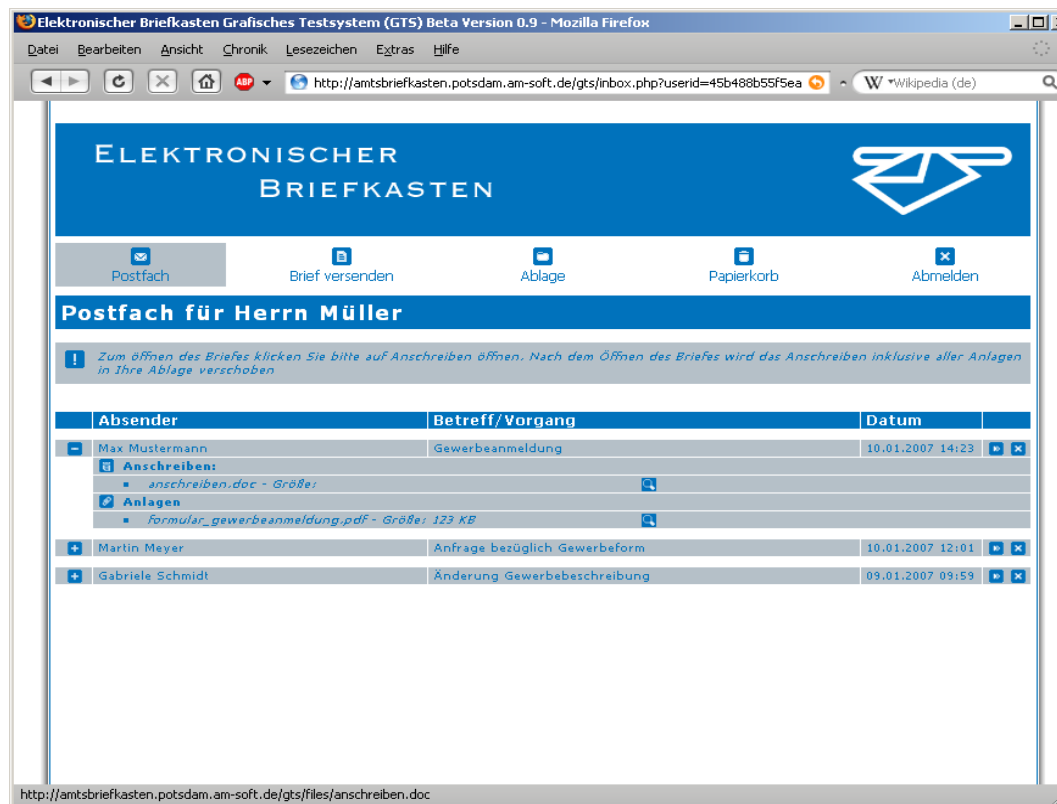 Elektronischer Briefkasten Grafisches Testsystem (GTS) Beta Version 0.9 - Mozilla Firefox
Datei Bearbeiten Ansicht Chronik Lesezeichen Extras Hilfe
ABP http://amtsbriefkasten.potsdam.am-soft.de/gts/inbox.php?userid=45b488b55f5ea W Wikipedia (de)
ELEKTRONISCHER
BRIEFKASTEN
Postfach Brief versenden Ablage Papierkorb Abmelden
Postfach für Herrn Müller
! Zum öffnen des Briefes klicken Sie bitte auf Anschreiben öffnen. Nach dem Öffnen des Briefes wird das Anschreiben inklusive aller Anlagen
in Ihre Ablage verschoben
Absender Betreff/Vorgang Datum
Max Mustermann Gewerbeanmeldung 10.01.2007 14:23
Anschreiben:
anschreiben.doc - Größe:
Anlagen
formular_gewerbeanmeldung.pdf - Größe: 123 KB
Martin Meyer Anfrage bezüglich Gewerbeform 10.01.2007 12:01
Gabriele Schmidt Änderung Gewerbebeschreibung 09.01.2007 09:59
http://amtsbriefkasten.potsdam.am-soft.de/gts/files/anschreiben.doc